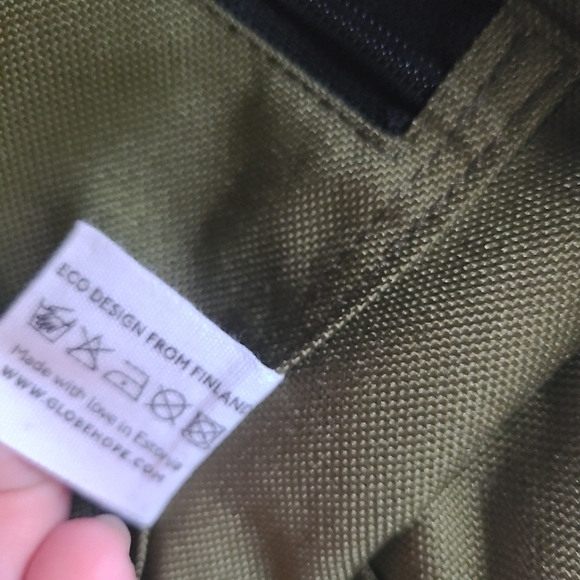 ECO DESIGN FROM FINLAND
Made with love in Estonia
WWW.GLOBEHOPE.COM